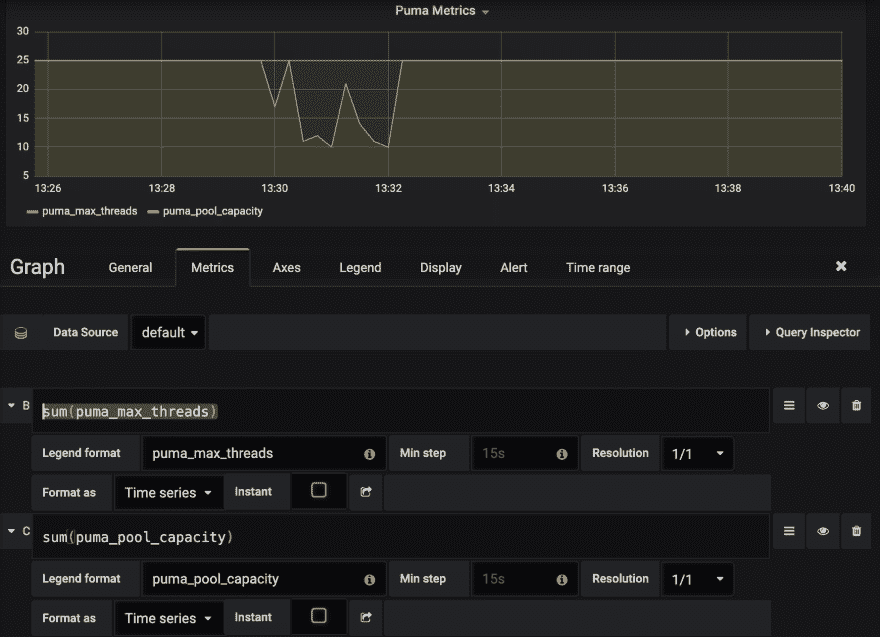 Puma Metrics
30
25
20
15
10
5
13:26 13:28 13:30 13:32 13:34 13:36 13:38 13:40
puma_max_threads puma_pool_capacity
Graph General Metrics Axes Legend Display Alert Time range
Data Source default Options Query Inspector
B sum(puma_max_threads)
Legend format puma_max_threads Min step 15s Resolution 1/1
Format as Time series Instant
C sum(puma_pool_capacity)
Legend format puma_pool_capacity Min step 15s Resolution 1/1
Format as Time series Instant